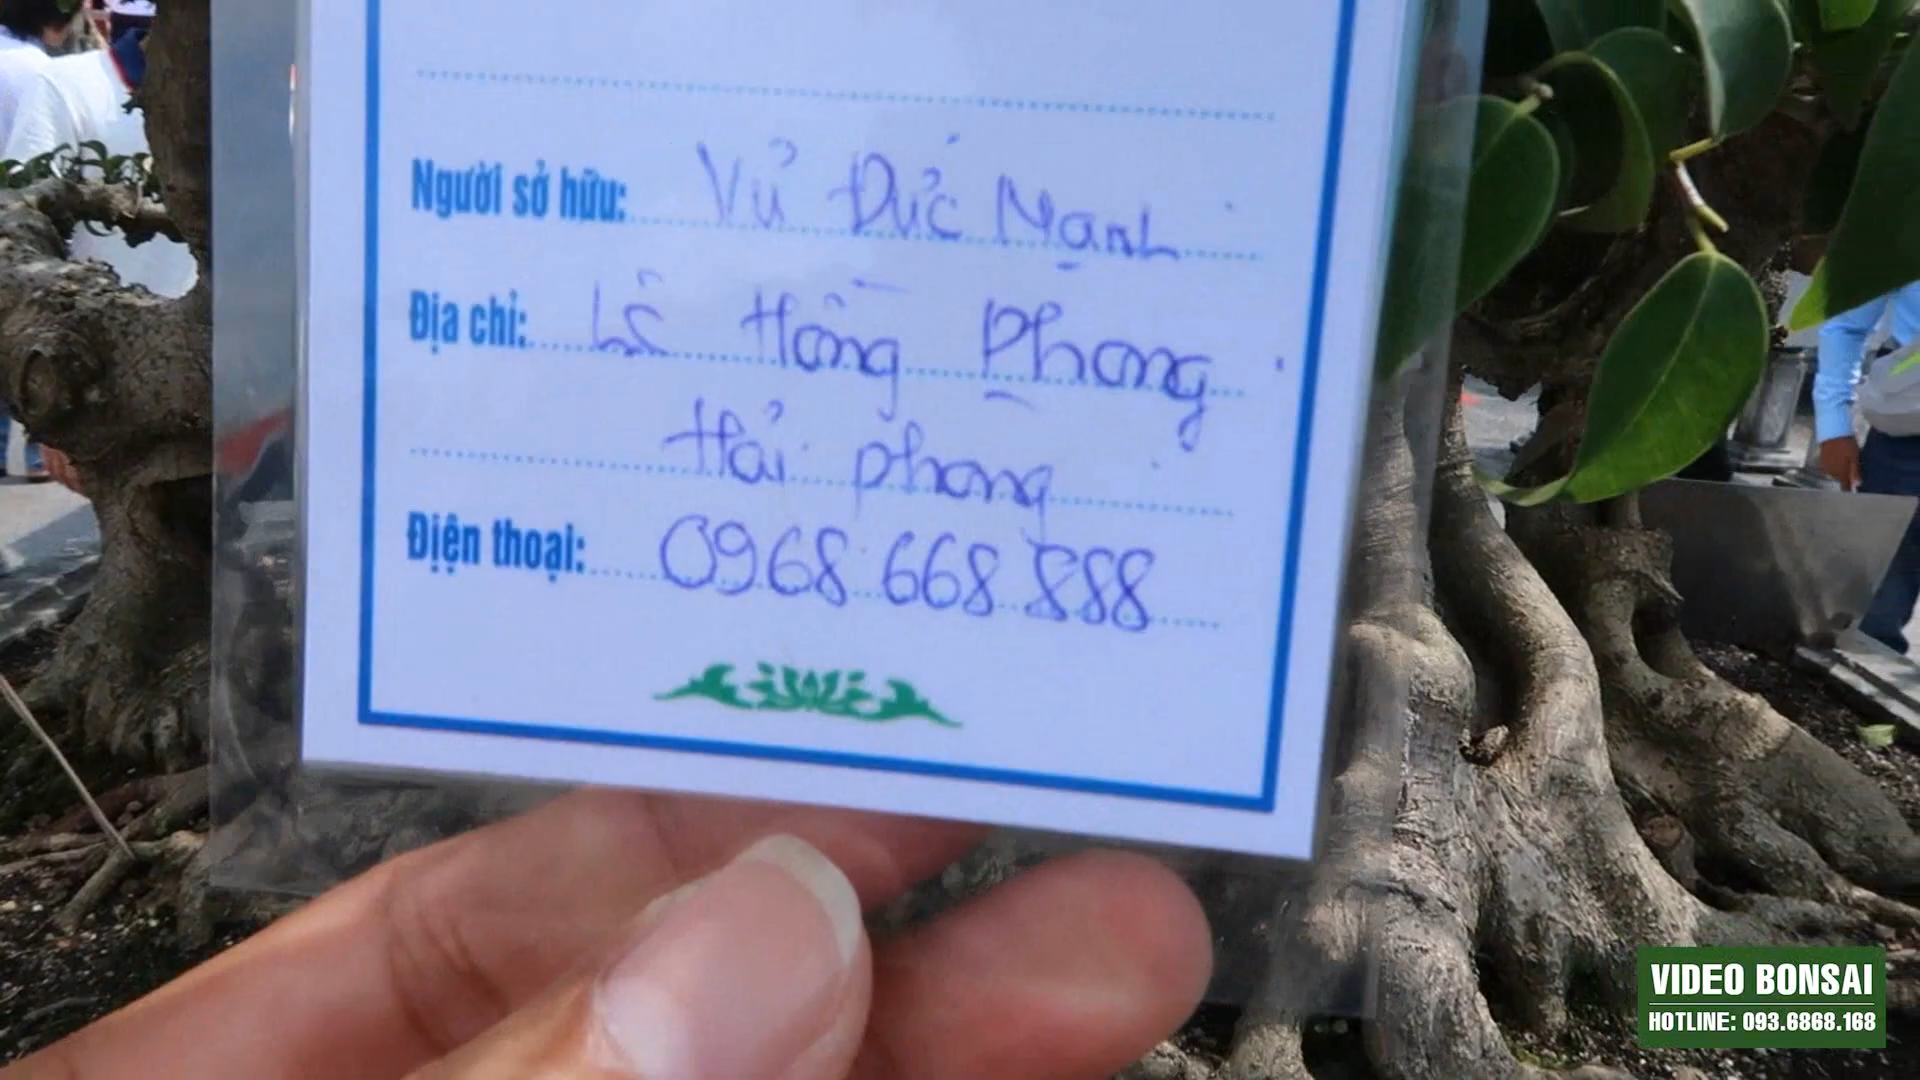 Người sở hữu: Vủ Đức Mạnh
Địa chỉ: Lê Hồng Phong
Hải phong
Điện thoại: 0968.668.888
VIDEO BONSAI
HOTLINE: 093.6868.168